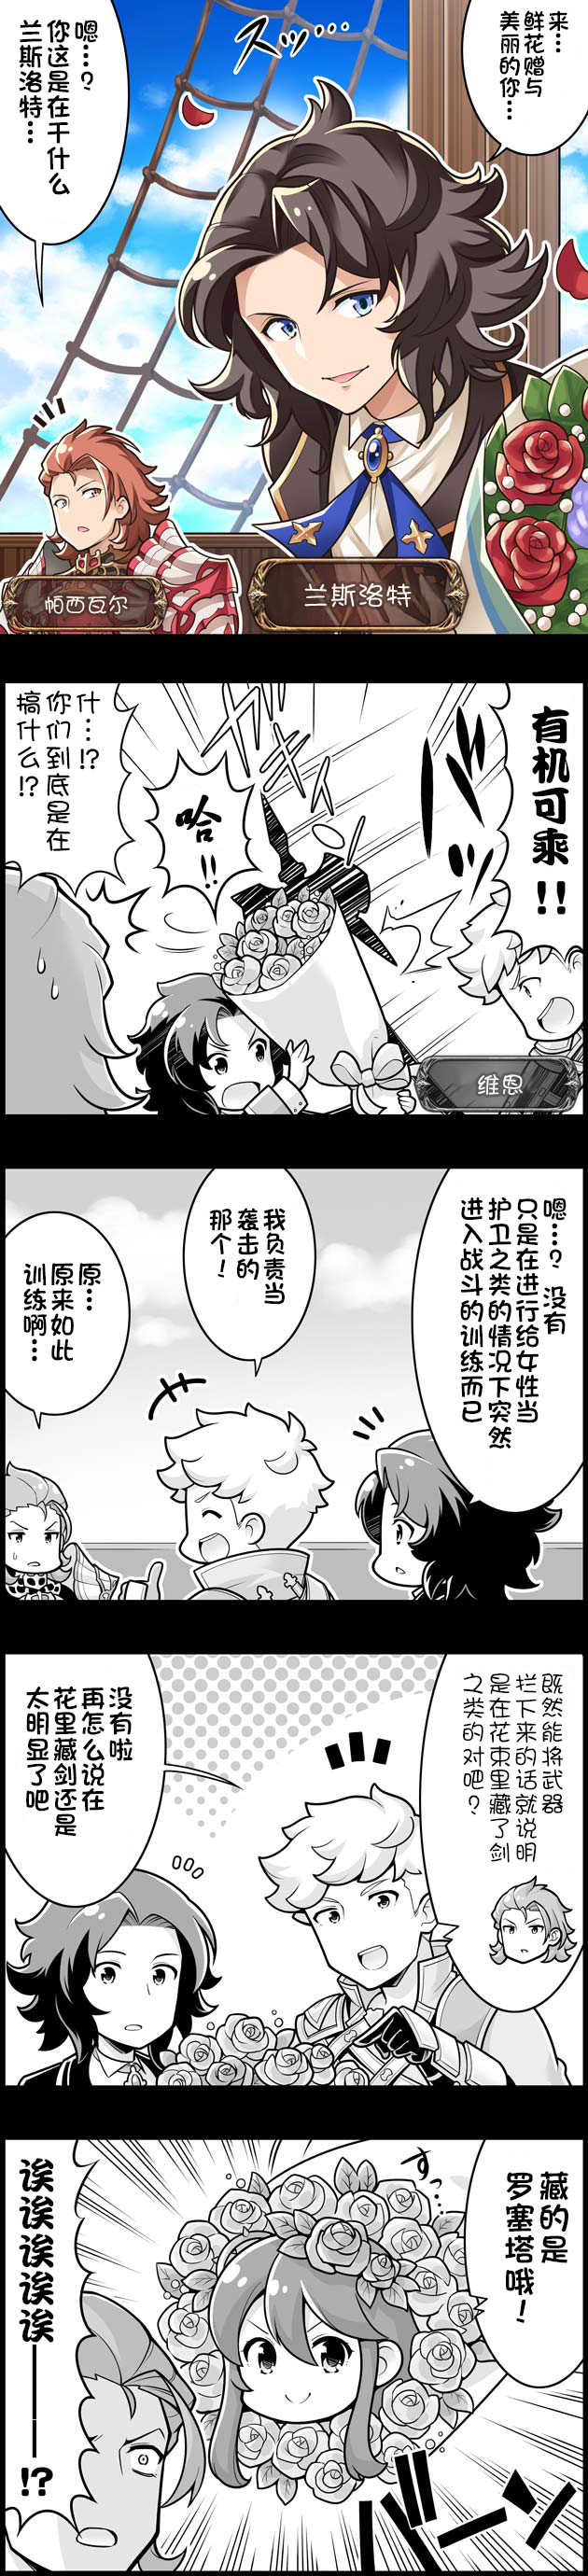 来…
鲜花赠与
美丽的你…
スッ…
嗯…?
你这是在干什么
兰斯洛特…
帕西瓦尔
兰斯洛特
有机可乘!!
ガキィン
哈!!
什…!?
你们到底是在
搞什么!?
维恩
嗯…? 没有
只是在进行给女性当
护卫之类的情况下突然
进入战斗的训练而已
我负责当
袭击的
那个!
原…
原来如此
训练啊…
既然能将武器
拦下来的话就说明
是在花束里藏了剑
之类的对吧?
没有啦
再怎么说在
花里藏剑还是
太明显了吧
藏的是
罗塞塔哦!
すっ…
诶诶诶诶诶——!?
バーン